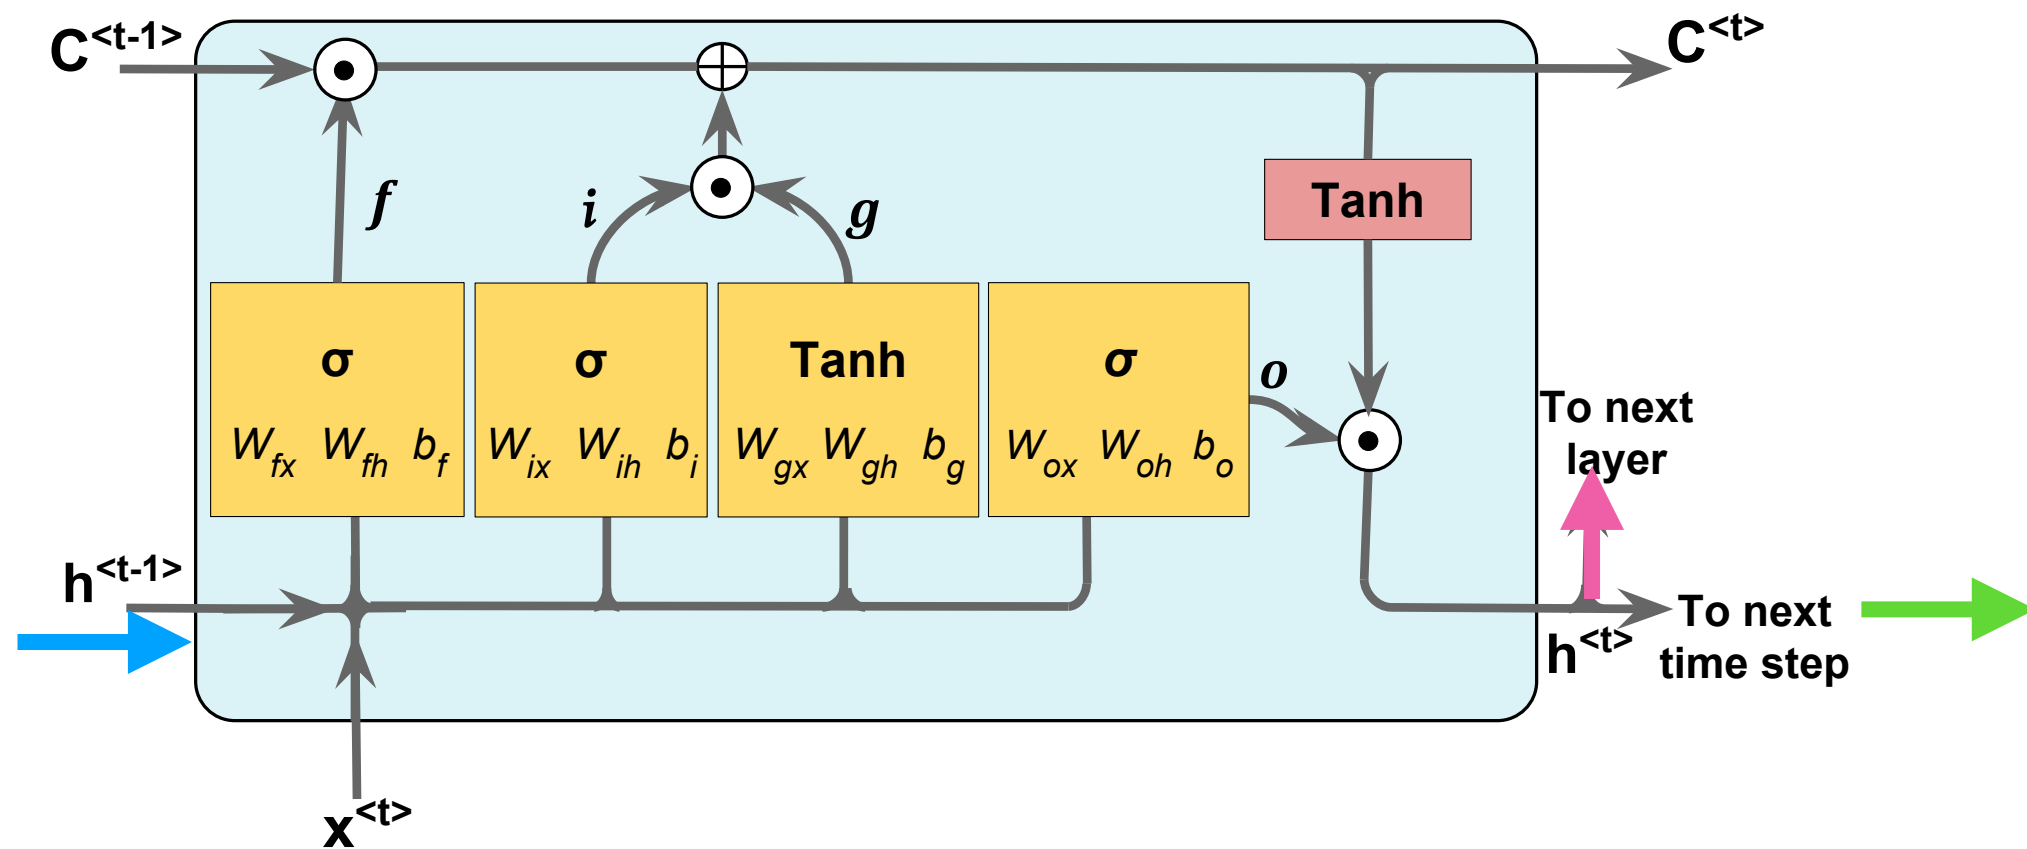 C<t-1>
C<t>
f
i
g
Tanh
σ
σ
Tanh
σ
o
W_fx W_fh b_f
W_ix W_ih b_i
W_gx W_gh b_g
W_ox W_oh b_o
To next
layer
h<t-1>
h<t>
To next
time step
x<t>